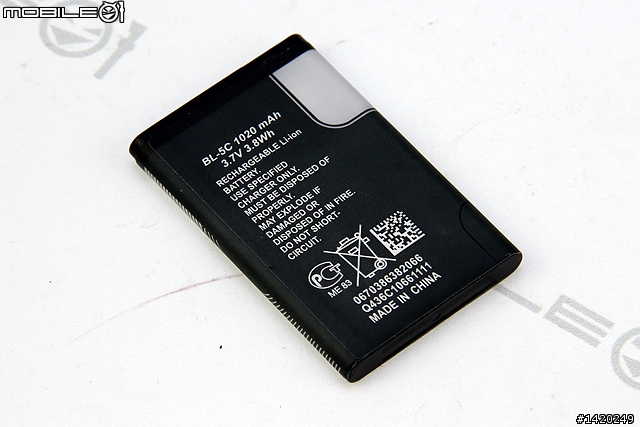 MOBILE01
BL-5C 1020 mAh
3.7V 3.8Wh
RECHARGEABLE Li-ion
BATTERY.
USE SPECIFIED
CHARGER ONLY.
MUST BE DISPOSED OF
PROPERLY.
MAY EXPLODE IF
DAMAGED OR
DISPOSED OF IN FIRE.
DO NOT SHORT-
CIRCUIT.
ME 83
0670386382066
Q436C10661111
MADE IN CHINA
#1420249